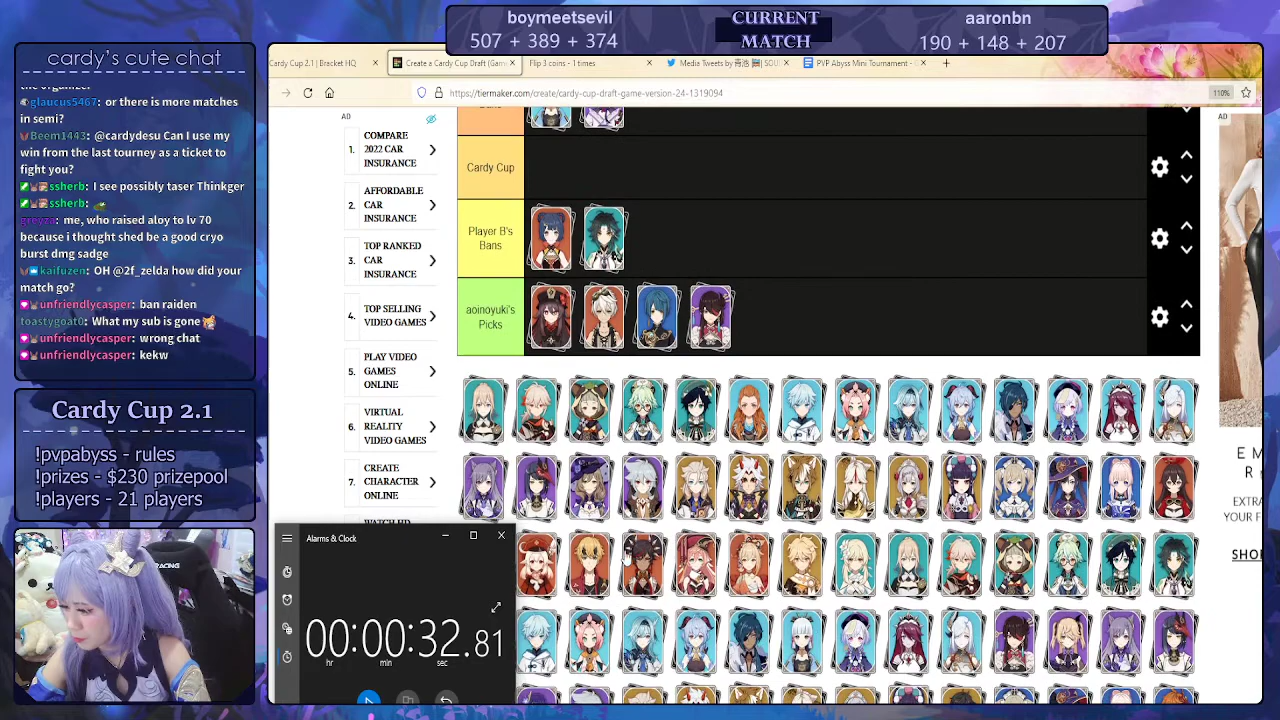 boymeetsevil
507 + 389 + 374
CURRENT
MATCH
aaronbn
190 + 148 + 207
cardy's cute chat
the organizer
glaucus5467: or there is more matches
in semi?
Beem1443: @cardydesu Can I use my
win from the last tourney as a ticket to
fight you?
ssherb: I see possibly taser Thinkger
ssherb:
greyza: me, who raised aloy to lv 70
because i thought shed be a good cryo
burst dmg sadge
kaifuzen: OH @2f_zelda how did your
match go?
unfriendlycasper: ban raiden
toastygoat0: What my sub is gone
unfriendlycasper: wrong chat
unfriendlycasper: kekw
Cardy Cup 2.1
!pvpabyss - rules
!prizes - $230 prizepool
!players - 21 players
Cardy Cup 2.1 | Bracket HQ
Create a Cardy Cup Draft (Gam
Flip 3 coins - 1 times
Media Tweets by
SOU
PVP Abyss Mini Tournament -
https://tiermaker.com/create/cardy-cup-draft-game-version-24-1319094
110%
AD
1. COMPARE
2022 CAR
INSURANCE
2. AFFORDABLE
CAR
INSURANCE
3. TOP RANKED
CAR
INSURANCE
4. TOP SELLING
VIDEO GAMES
5. PLAY VIDEO
GAMES
ONLINE
6. VIRTUAL
REALITY
VIDEO GAMES
7. CREATE
CHARACTER
ONLINE
WATCH HD
Bans
Cardy Cup
Player B's
Bans
aoinoyuki's
Picks
AD
E M
EXTRA
YOUR F
SHO
Alarms & Clock
00:00:32.81
hr
min
sec